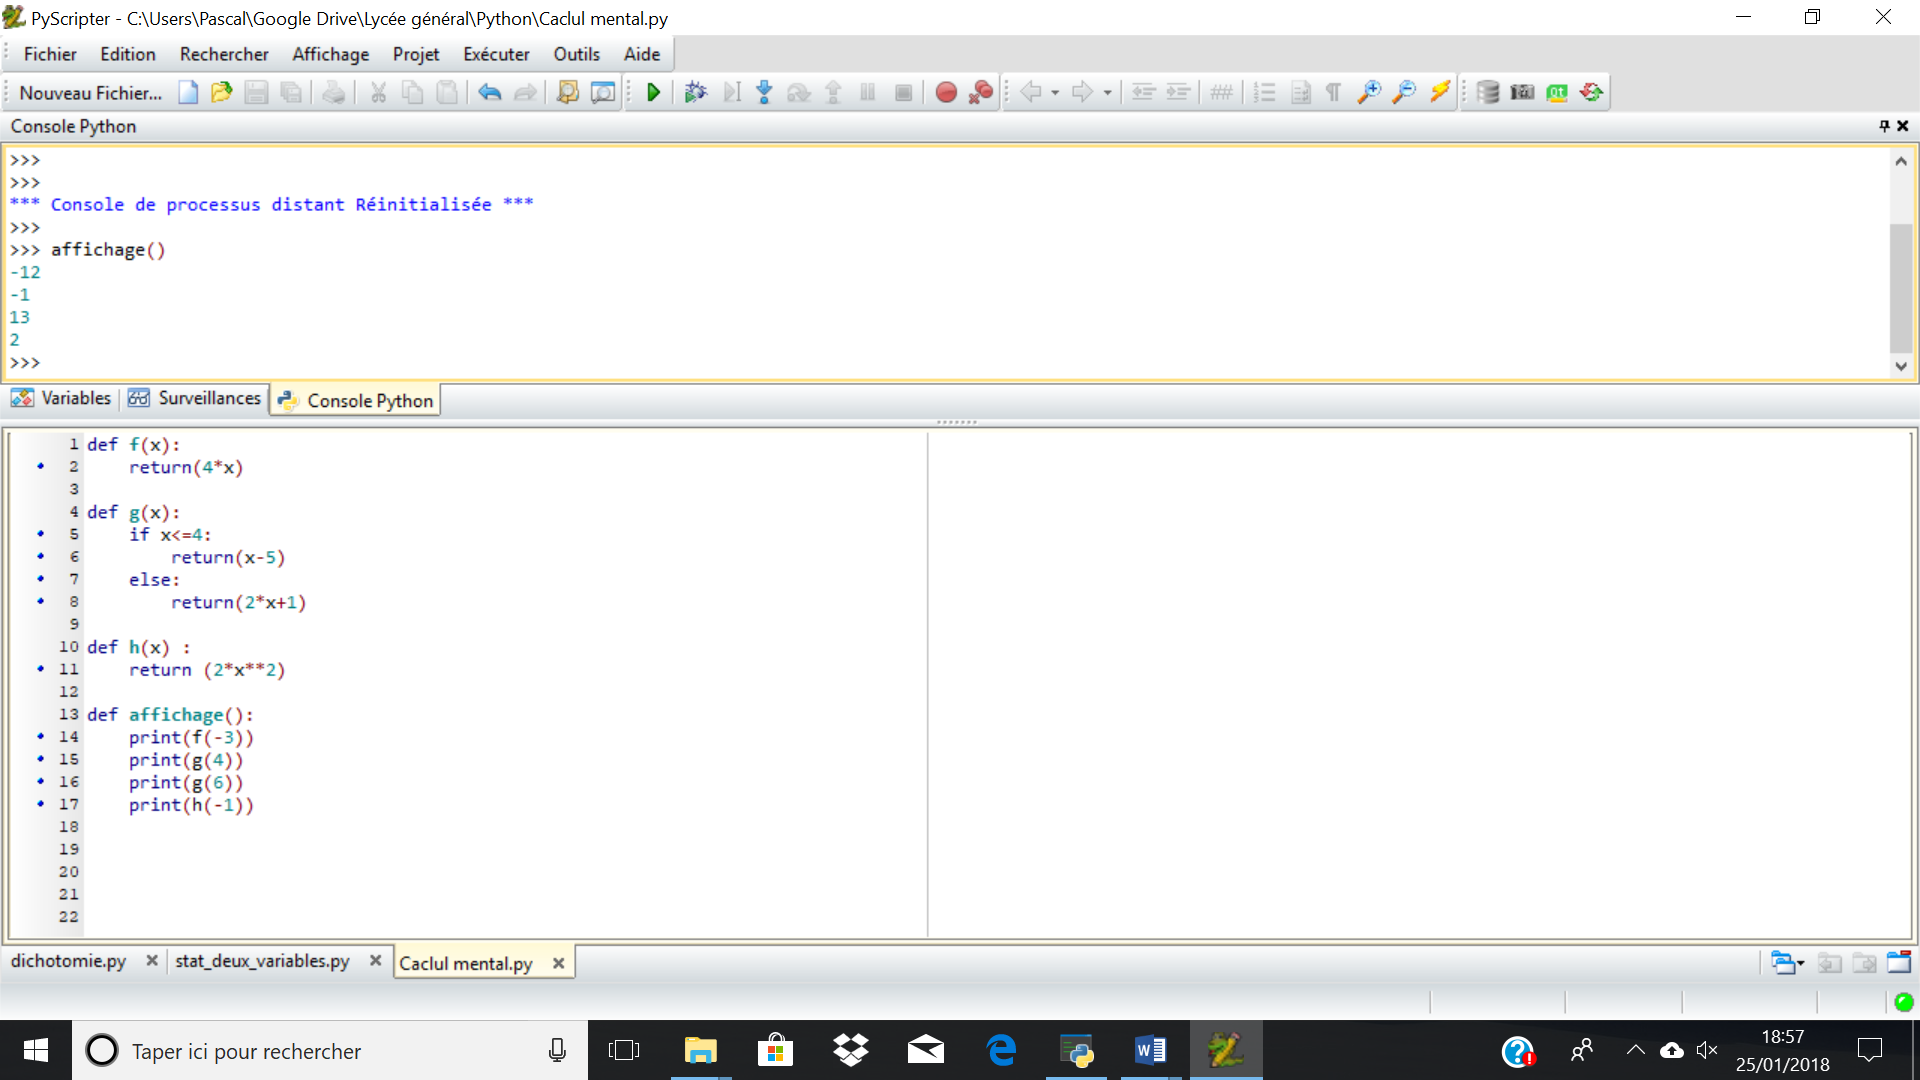 PyScripter - C:\Users\Pascal\Google Drive\Lycée général\Python\Caclul mental.py
Fichier Edition Rechercher Affichage Projet Exécuter Outils Aide
Nouveau Fichier...
Console Python
>>>
>>>
*** Console de processus distant Réinitialisée ***
>>>
>>> affichage()
-12
-1
13
2
>>>
Variables Surveillances Console Python
1 def f(x):
2     return(4*x)
3
4 def g(x):
5     if x<=4:
6         return(x-5)
7     else:
8         return(2*x+1)
9
10 def h(x) :
11     return (2*x**2)
12
13 def affichage():
14     print(f(-3))
15     print(g(4))
16     print(g(6))
17     print(h(-1))
18
19
20
21
22
dichotomie.py stat_deux_variables.py Caclul mental.py
Taper ici pour rechercher
18:57
25/01/2018